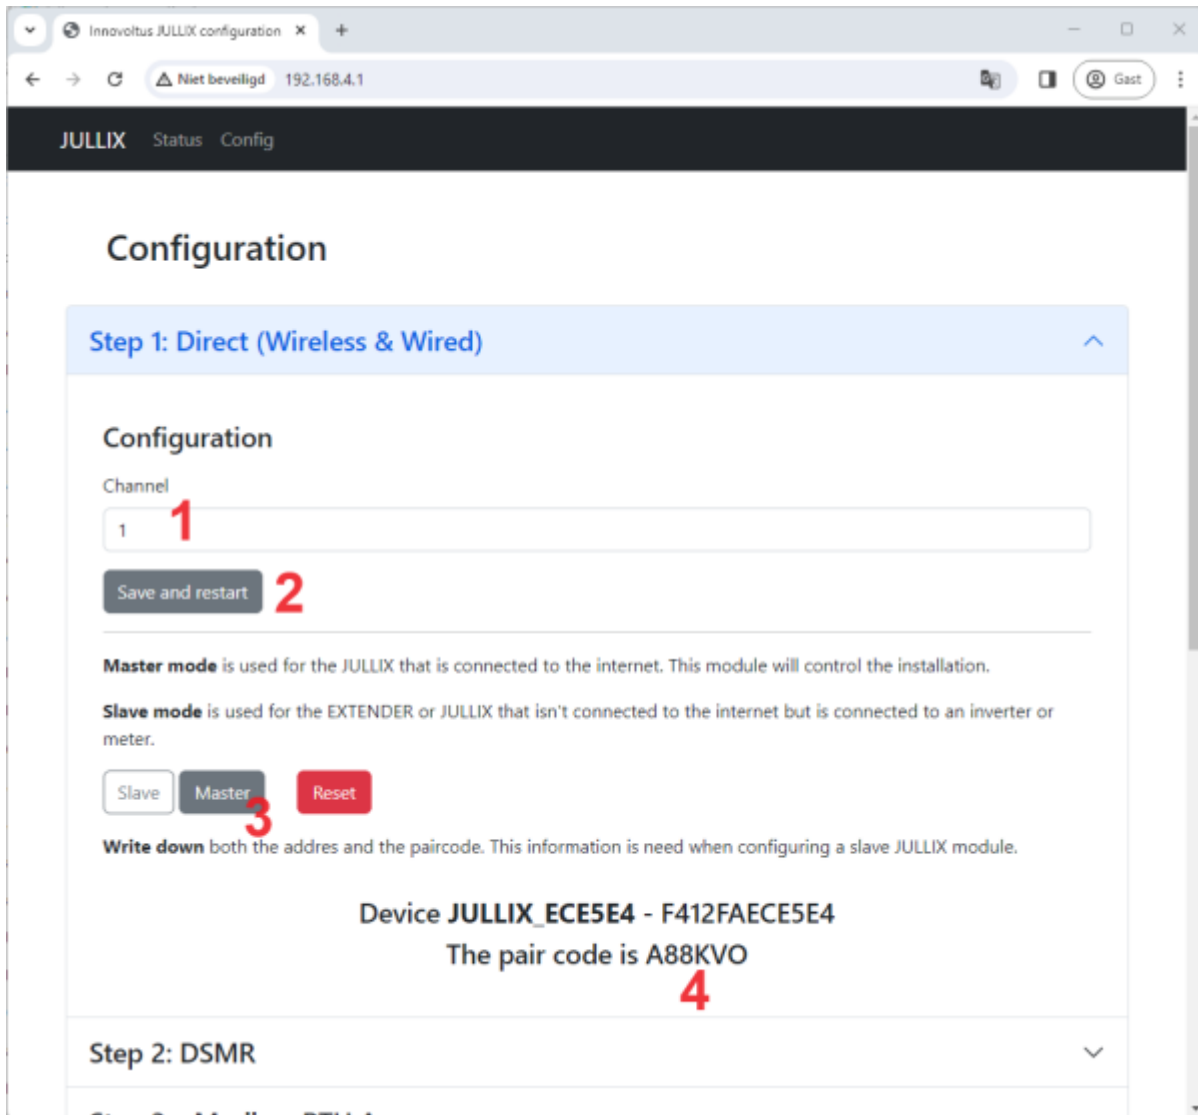 Innovoltus JULLIX configuration
Niet beveiligd 192.168.4.1 Gast
JULLIX Status Config
Configuration
Step 1: Direct (Wireless & Wired)
Configuration
Channel
1 1
Save and restart 2
Master mode is used for the JULLIX that is connected to the internet. This module will control the installation.
Slave mode is used for the EXTENDER or JULLIX that isn't connected to the internet but is connected to an inverter or
meter.
Slave Master Reset
3
Write down both the addres and the paircode. This information is need when configuring a slave JULLIX module.
Device JULLIX_ECE5E4 - F412FAECE5E4
The pair code is A88KVO
4
Step 2: DSMR